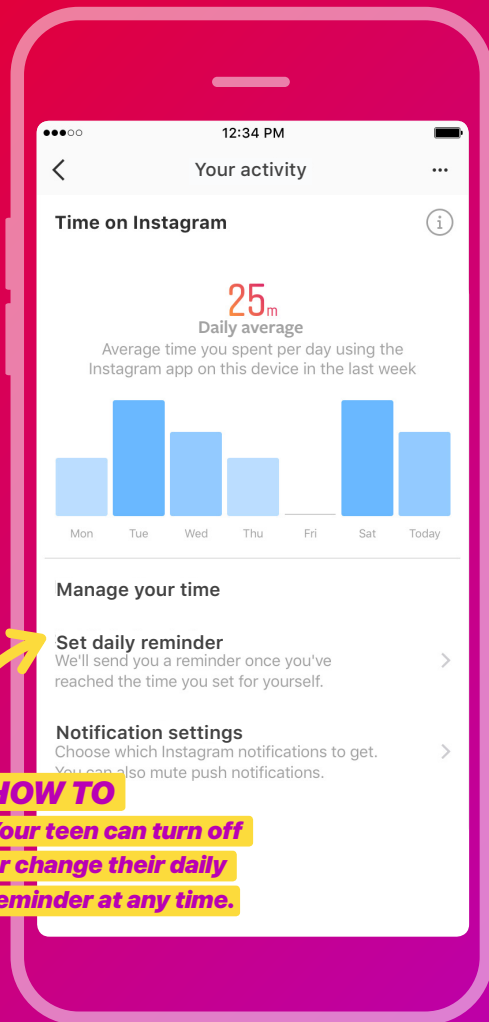 12:34 PM
Your activity
Time on Instagram
25m
Daily average
Average time you spent per day using the
Instagram app on this device in the last week
Mon Tue Wed Thu Fri Sat Today
Manage your time
Set daily reminder
We'll send you a reminder once you've
reached the time you set for yourself.
Notification settings
Choose which Instagram notifications to get.
You can also mute push notifications.
HOW TO
Your teen can turn off
r change their daily
eminder at any time.